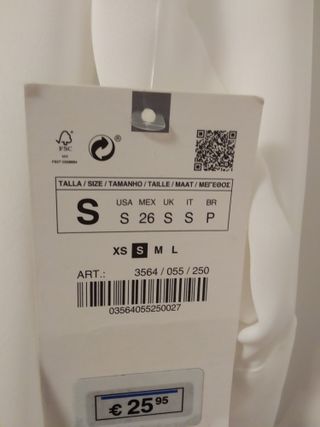 FSC
TALLA / SIZE / TAMANHO / TAILLE / MAAT / ΜΕΓΕΘΟΣ
S
USA MEX UK IT BR
S 26 S S P
XS S M L
ART.: 3564 / 055 / 250
03564055250027
€ 25 95